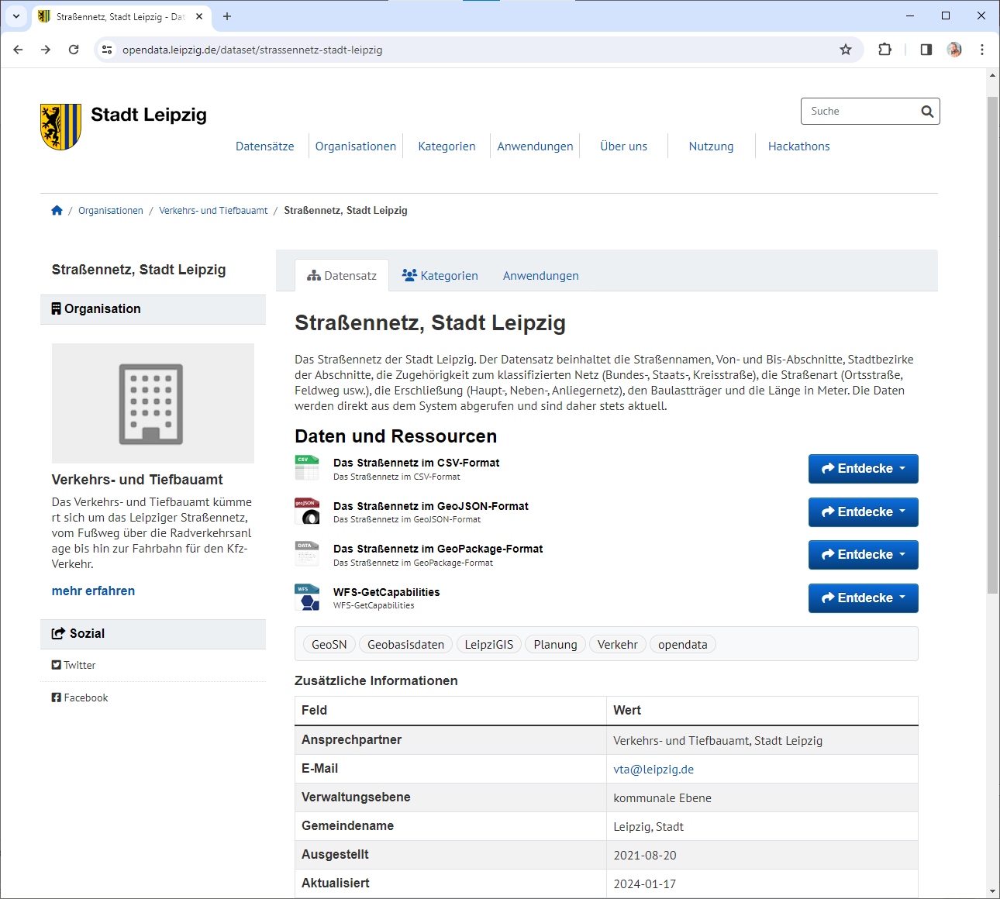 Straßennetz, Stadt Leipzig - Dat
opendata.leipzig.de/dataset/strassennetz-stadt-leipzig
Stadt Leipzig
Suche
Datensätze Organisationen Kategorien Anwendungen Über uns Nutzung Hackathons
/ Organisationen / Verkehrs- und Tiefbauamt / Straßennetz, Stadt Leipzig
Straßennetz, Stadt Leipzig
Organisation
Verkehrs- und Tiefbauamt
Das Verkehrs- und Tiefbauamt kümme
rt sich um das Leipziger Straßennetz,
vom Fußweg über die Radverkehrsanl
age bis hin zur Fahrbahn für den Kfz-
Verkehr.
mehr erfahren
Sozial
Twitter
Facebook
Datensatz Kategorien Anwendungen
Straßennetz, Stadt Leipzig
Das Straßennetz der Stadt Leipzig. Der Datensatz beinhaltet die Straßennamen, Von- und Bis-Abschnitte, Stadtbezirke
der Abschnitte, die Zugehörigkeit zum klassifizierten Netz (Bundes-, Staats-, Kreisstraße), die Straßenart (Ortsstraße,
Feldweg usw.), die Erschließung (Haupt-, Neben-, Anliegernetz), den Baulastträger und die Länge in Meter. Die Daten
werden direkt aus dem System abgerufen und sind daher stets aktuell.
Daten und Ressourcen
CSV
Das Straßennetz im CSV-Format
Das Straßennetz im CSV-Format
Entdecke
geoJSON
Das Straßennetz im GeoJSON-Format
Das Straßennetz im GeoJSON-Format
Entdecke
DATA
Das Straßennetz im GeoPackage-Format
Das Straßennetz im GeoPackage-Format
Entdecke
WFS
WFS-GetCapabilities
WFS-GetCapabilities
Entdecke
GeoSN Geobasisdaten LeipziGIS Planung Verkehr opendata
Zusätzliche Informationen
Feld Wert
Ansprechpartner Verkehrs- und Tiefbauamt, Stadt Leipzig
E-Mail vta@leipzig.de
Verwaltungsebene kommunale Ebene
Gemeindename Leipzig, Stadt
Ausgestellt 2021-08-20
Aktualisiert 2024-01-17